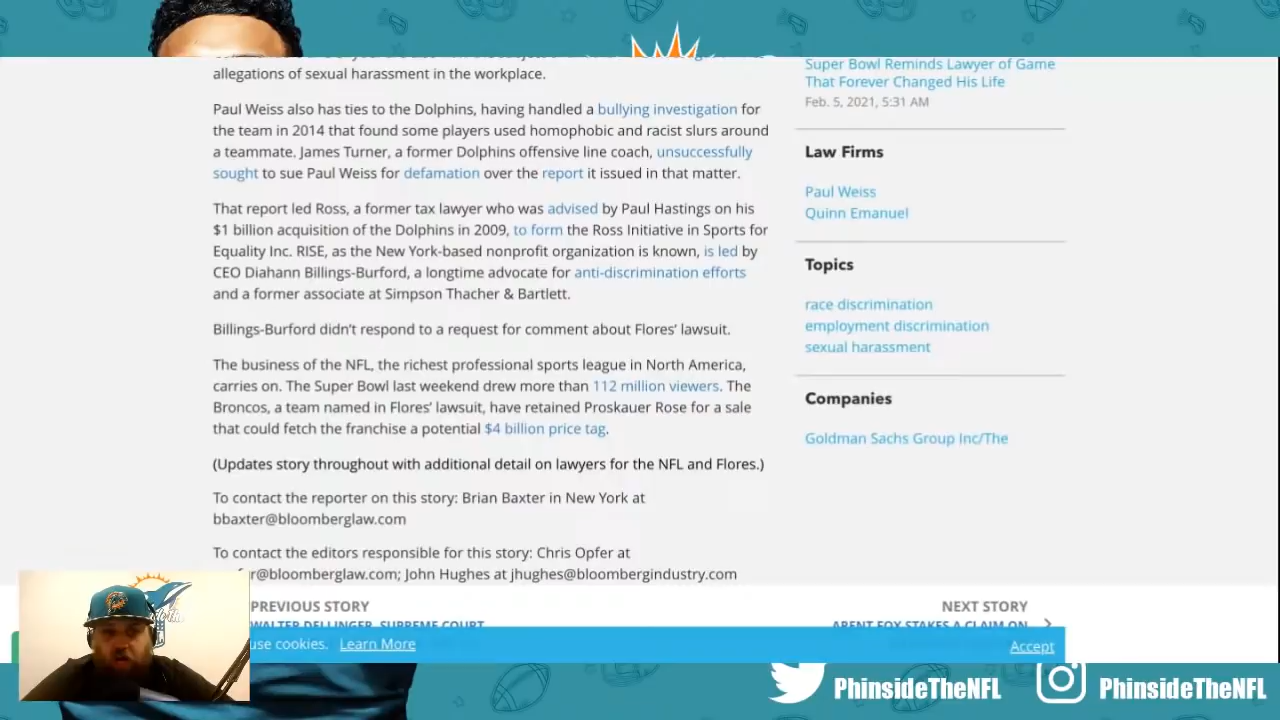 allegations of sexual harassment in the workplace.
Paul Weiss also has ties to the Dolphins, having handled a bullying investigation for
the team in 2014 that found some players used homophobic and racist slurs around
a teammate. James Turner, a former Dolphins offensive line coach, unsuccessfully
sought to sue Paul Weiss for defamation over the report it issued in that matter.
That report led Ross, a former tax lawyer who was advised by Paul Hastings on his
$1 billion acquisition of the Dolphins in 2009, to form the Ross Initiative in Sports for
Equality Inc. RISE, as the New York-based nonprofit organization is known, is led by
CEO Diahann Billings-Burford, a longtime advocate for anti-discrimination efforts
and a former associate at Simpson Thacher & Bartlett.
Billings-Burford didn't respond to a request for comment about Flores' lawsuit.
The business of the NFL, the richest professional sports league in North America,
carries on. The Super Bowl last weekend drew more than 112 million viewers. The
Broncos, a team named in Flores' lawsuit, have retained Proskauer Rose for a sale
that could fetch the franchise a potential $4 billion price tag.
(Updates story throughout with additional detail on lawyers for the NFL and Flores.)
To contact the reporter on this story: Brian Baxter in New York at
bbaxter@bloomberglaw.com
To contact the editors responsible for this story: Chris Opfer at
r@bloomberglaw.com; John Hughes at jhughes@bloombergindustry.com
Super Bowl Reminds Lawyer of Game
That Forever Changed His Life
Feb. 5, 2021, 5:31 AM
Law Firms
Paul Weiss
Quinn Emanuel
Topics
race discrimination
employment discrimination
sexual harassment
Companies
Goldman Sachs Group Inc/The
PREVIOUS STORY
WALTER DELLINGER, SUPREME COURT
NEXT STORY
ARENT FOX STAKES A CLAIM ON
use cookies. Learn More
Accept
PhinsideTheNFL
PhinsideTheNFL